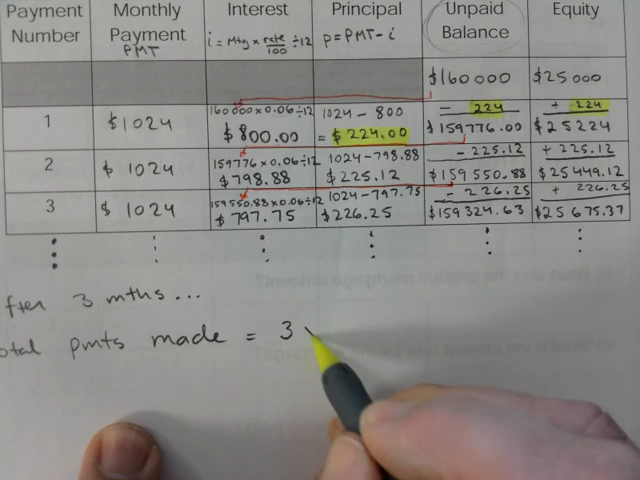 Payment Number
Monthly Payment PMT
Interest i = Mtg x rate/100 ÷ 12
Principal p = PMT - i
Unpaid Balance
Equity
$160000 $25000
1 $1024 160000 x 0.06 ÷ 12 1024 - 800 - 224 + 224
$800.00 = $224.00 $159776.00 $25224
2 $1024 159776 x 0.06 ÷ 12 1024 - 798.88 - 225.12 + 225.12
$798.88 $225.12 $159550.88 $25449.12
3 $1024 159550.88 x 0.06 ÷ 12 1024 - 797.75 - 226.25 + 226.25
$797.75 $226.25 $159324.63 $25675.37
fter 3 mths...
otal pmts made = 3